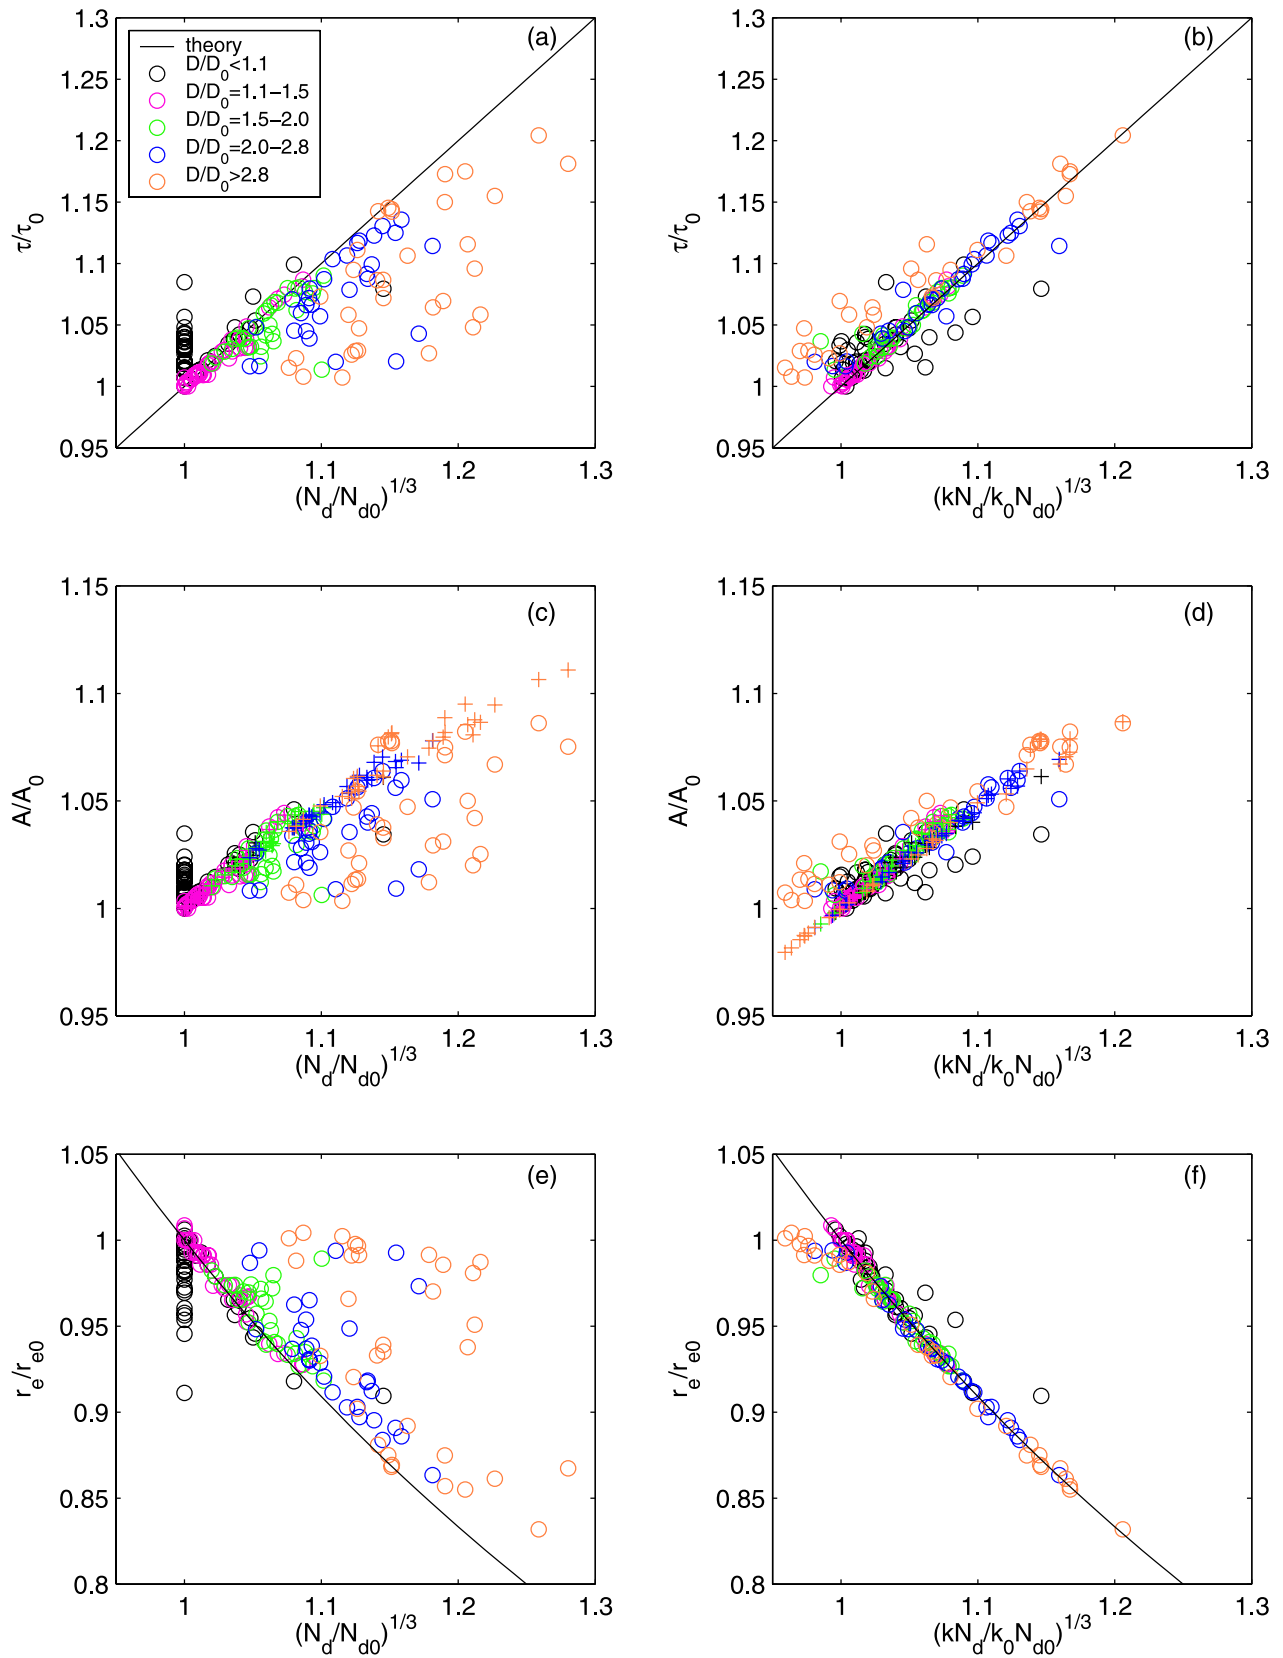 (a)
theory
D/D0<1.1
D/D0=1.1−1.5
D/D0=1.5−2.0
D/D0=2.0−2.8
D/D0>2.8
1.3
1.25
1.2
1.15
1.1
1.05
1
0.95
τ/τ0
1 1.1 1.2 1.3
(Nd/Nd0)1/3
(b)
1.3
1.25
1.2
1.15
1.1
1.05
1
0.95
τ/τ0
1 1.1 1.2 1.3
(kNd/k0Nd0)1/3
(c)
1.15
1.1
1.05
1
0.95
A/A0
1 1.1 1.2 1.3
(Nd/Nd0)1/3
(d)
1.15
1.1
1.05
1
0.95
A/A0
1 1.1 1.2 1.3
(kNd/k0Nd0)1/3
(e)
1.05
1
0.95
0.9
0.85
0.8
re/re0
1 1.1 1.2 1.3
(Nd/Nd0)1/3
(f)
1.05
1
0.95
0.9
0.85
0.8
re/re0
1 1.1 1.2 1.3
(kNd/k0Nd0)1/3